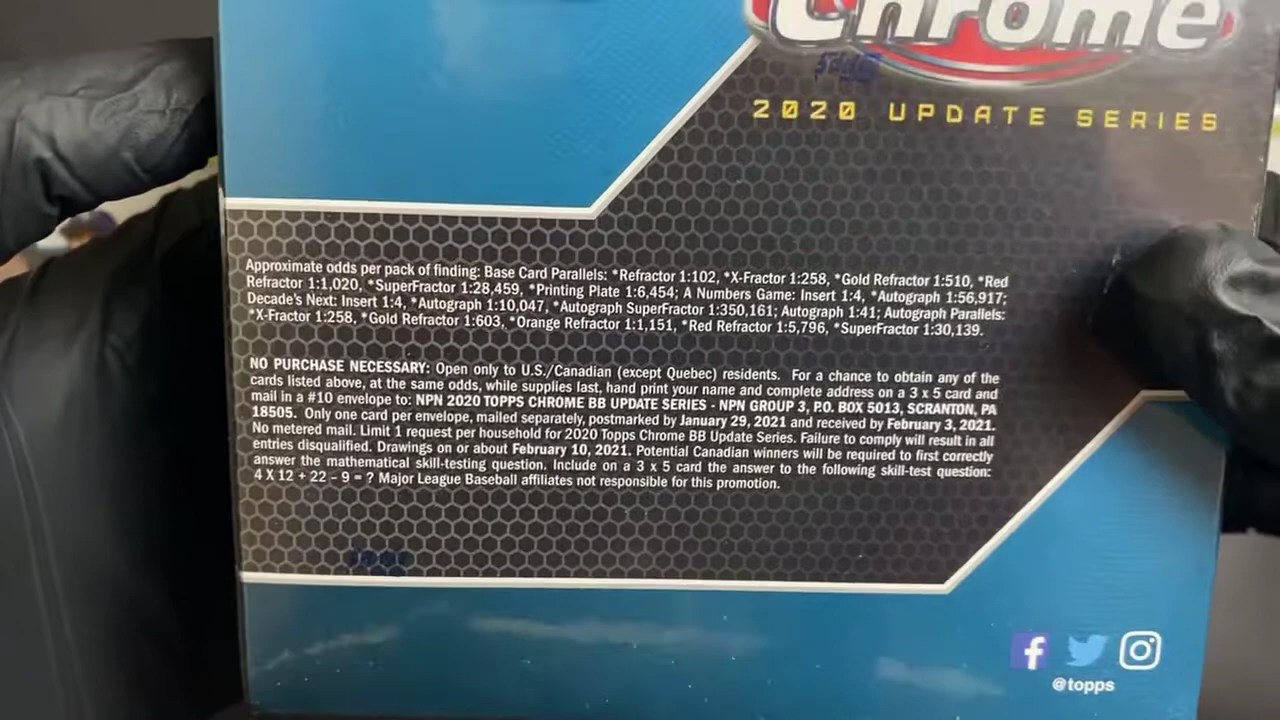 Chrome
2020 UPDATE SERIES
Approximate odds per pack of finding: Base Card Parallels: *Refractor 1:102, *X-Fractor 1:258, *Gold Refractor 1:510, *Red
Refractor 1:1,020, *SuperFractor 1:28,459, *Printing Plate 1:6,454; A Numbers Game: Insert 1:4, *Autograph 1:56,917;
Decade's Next: Insert 1:4, *Autograph 1:10,047, *Autograph SuperFractor 1:350,161; Autograph 1:41; Autograph Parallels:
*X-Fractor 1:258, *Gold Refractor 1:603, *Orange Refractor 1:1,151, *Red Refractor 1:5,796, *SuperFractor 1:30,139.
NO PURCHASE NECESSARY: Open only to U.S./Canadian (except Quebec) residents. For a chance to obtain any of the
cards listed above, at the same odds, while supplies last, hand print your name and complete address on a 3 x 5 card and
mail in a #10 envelope to: NPN 2020 TOPPS CHROME BB UPDATE SERIES - NPN GROUP 3, P.O. BOX 5013, SCRANTON, PA
18505. Only one card per envelope, mailed separately, postmarked by January 29, 2021 and received by February 3, 2021.
No metered mail. Limit 1 request per household for 2020 Topps Chrome BB Update Series. Failure to comply will result in all
entries disqualified. Drawings on or about February 10, 2021. Potential Canadian winners will be required to first correctly
answer the mathematical skill-testing question. Include on a 3 x 5 card the answer to the following skill-test question:
4 X 12 + 22 – 9 = ? Major League Baseball affiliates not responsible for this promotion.
@topps